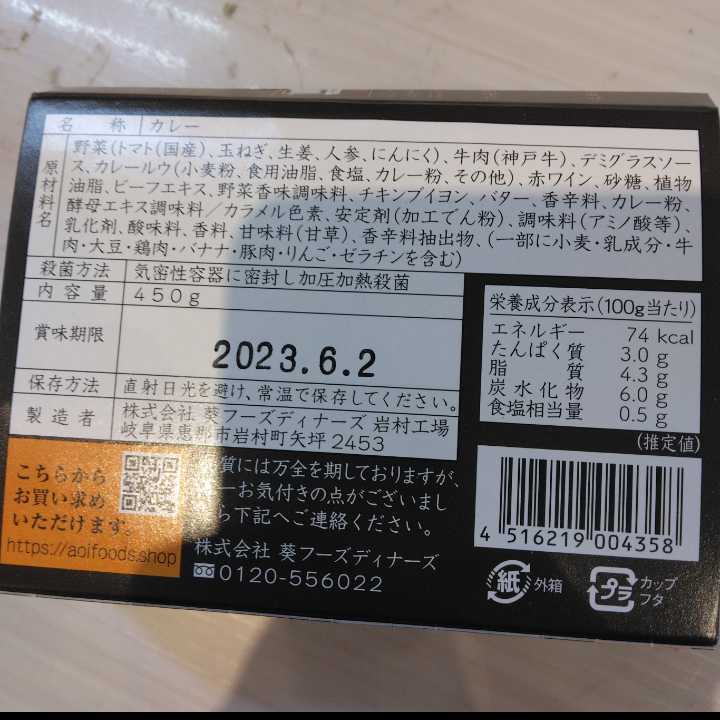 名称 カレー
原材料名 野菜(トマト(国産)、玉ねぎ、生姜、人参、にんにく)、牛肉(神戸牛)、デミグラスソー
ス、カレールウ(小麦粉、食用油脂、食塩、カレー粉、その他)、赤ワイン、砂糖、植物
油脂、ビーフエキス、野菜香味調味料、チキンブイヨン、バター、香辛料、カレー粉、
酵母エキス調味料/カラメル色素、安定剤(加工でん粉)、調味料(アミノ酸等)、
乳化剤、酸味料、香料、甘味料(甘草)、香辛料抽出物、(一部に小麦・乳成分・牛
肉・大豆・鶏肉・バナナ・豚肉・りんご・ゼラチンを含む)
殺菌方法 気密性容器に密封し加圧加熱殺菌
内容量 450g
賞味期限 2023.6.2
保存方法 直射日光を避け、常温で保存してください。
製造者 株式会社 葵フーズディナーズ 岩村工場
岐阜県恵那市岩村町矢坪2453
栄養成分表示(100g当たり)
エネルギー 74 kcal
たんぱく質 3.0 g
脂質 4.3 g
炭水化物 6.0 g
食塩相当量 0.5 g
(推定値)
こちらから
お買い求め
いただけます。
https://aoifoods.shop
質には万全を期しておりますが、
一お気付きの点がございまし
ら下記へご連絡ください。
株式会社 葵フーズディナーズ
0120-556022
4 516219 004358
紙 外箱
プラ カップ
フタ